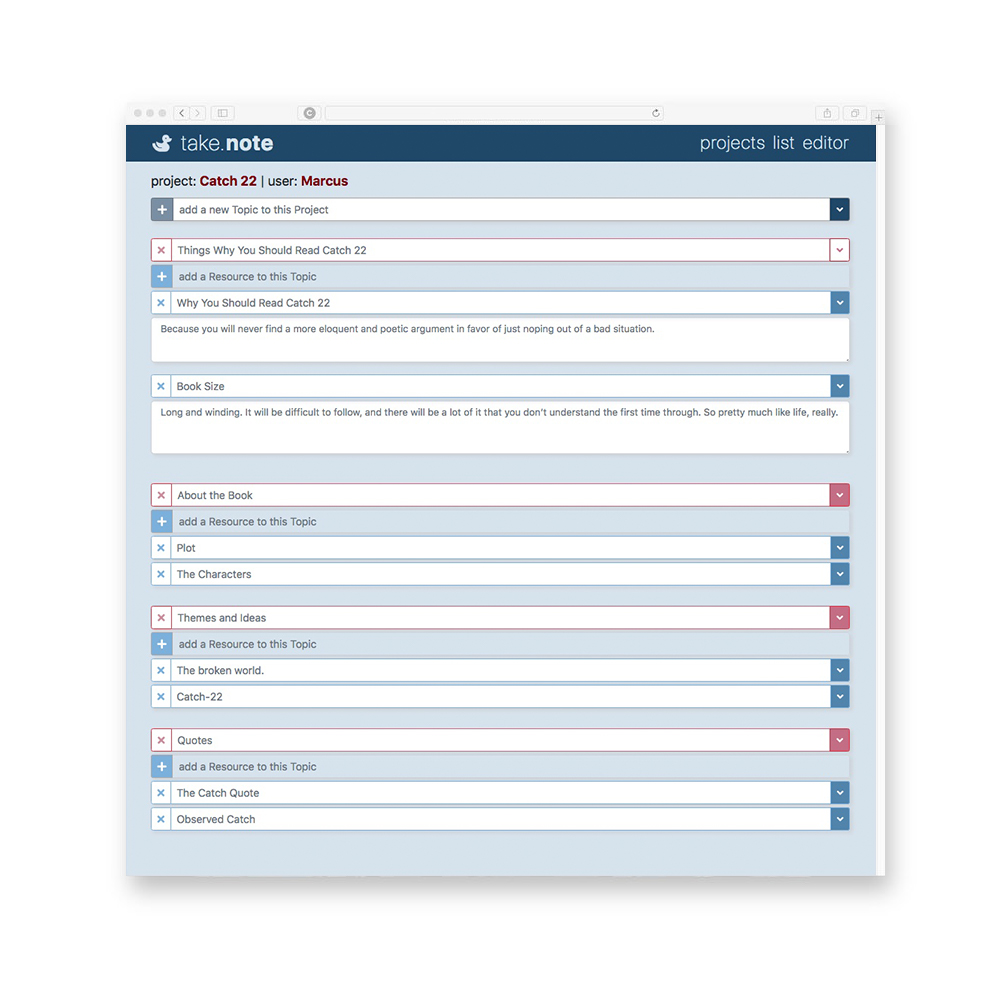 take.note
projects list editor
project: Catch 22 | user: Marcus
add a new Topic to this Project
Things Why You Should Read Catch 22
add a Resource to this Topic
Why You Should Read Catch 22
Because you will never find a more eloquent and poetic argument in favor of just noping out of a bad situation.
Book Size
Long and winding. It will be difficult to follow, and there will be a lot of it that you don’t understand the first time through. So pretty much like life, really.
About the Book
add a Resource to this Topic
Plot
The Characters
Themes and Ideas
add a Resource to this Topic
The broken world.
Catch-22
Quotes
add a Resource to this Topic
The Catch Quote
Observed Catch